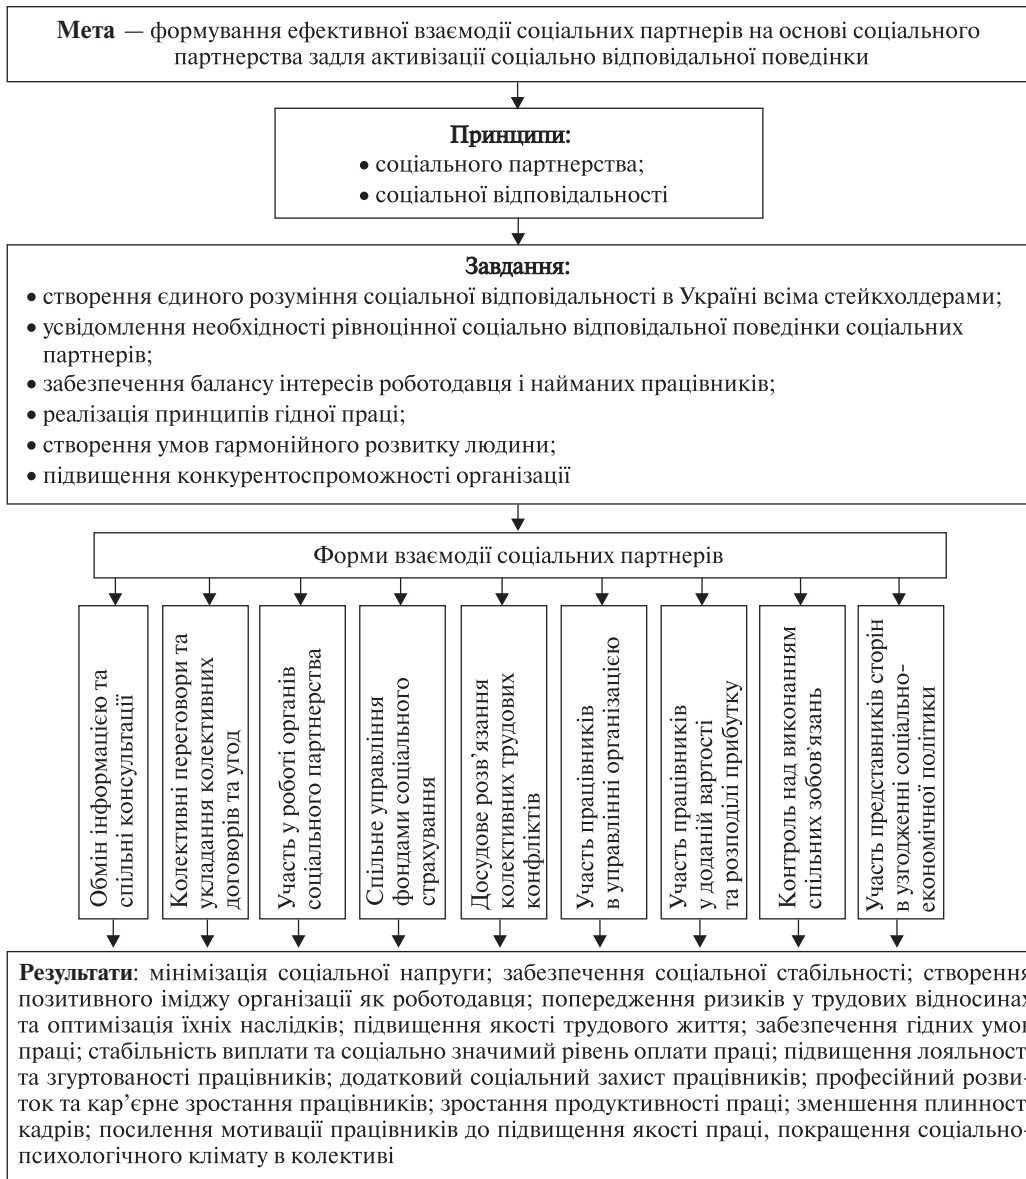 Мета — формування ефективної взаємодії соціальних партнерів на основі соціального
партнерства задля активізації соціально відповідальної поведінки
Принципи:
• соціального партнерства;
• соціальної відповідальності
Завдання:
• створення єдиного розуміння соціальної відповідальності в Україні всіма стейкхолдерами;
• усвідомлення необхідності рівноцінної соціально відповідальної поведінки соціальних
партнерів;
• забезпечення балансу інтересів роботодавця і найманих працівників;
• реалізація принципів гідної праці;
• створення умов гармонійного розвитку людини;
• підвищення конкурентоспроможності організації
Форми взаємодії соціальних партнерів
Обмін інформацією та
спільні консультації
Колективні переговори та
укладання колективних
договорів та угод
Участь у роботі органів
соціального партнерства
Спільне управління
фондами соціального
страхування
Досудове розв’язання
колективних трудових
конфліктів
Участь працівників
в управлінні організацією
Участь працівників
у доданій вартості
та розподілі прибутку
Контроль над виконанням
спільних зобов’язань
Участь представників сторін
в узгодженні соціально-
економічної політики
Результати: мінімізація соціальної напруги; забезпечення соціальної стабільності; створення
позитивного іміджу організації як роботодавця; попередження ризиків у трудових відносинах
та оптимізація їхніх наслідків; підвищення якості трудового життя; забезпечення гідних умов
праці; стабільність виплати та соціально значимий рівень оплати праці; підвищення лояльност
та згуртованості працівників; додатковий соціальний захист працівників; професійний розви-
ток та кар’єрне зростання працівників; зростання продуктивності праці; зменшення плинност
кадрів; посилення мотивації працівників до підвищення якості праці, покращення соціально-
психологічного клімату в колективі